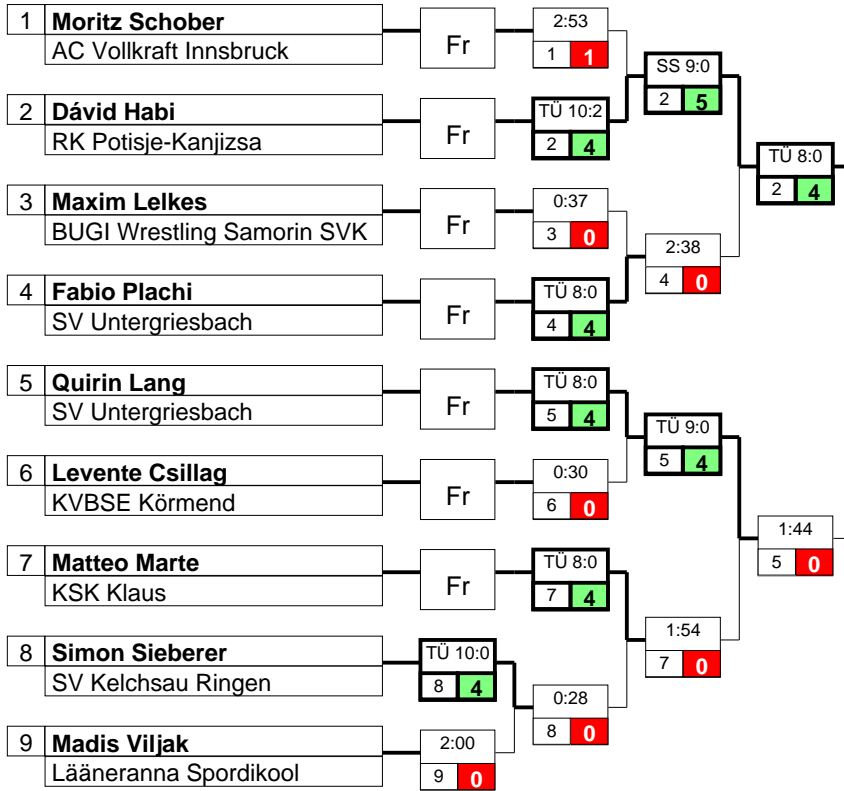 1 Moritz Schober
AC Vollkraft Innsbruck
Fr
2:53
1 1
SS 9:0
2 5
2 Dávid Habi
RK Potisje-Kanjizsa
Fr
TÜ 10:2
2 4
TÜ 8:0
2 4
3 Maxim Lelkes
BUGI Wrestling Samorin SVK
Fr
0:37
3 0
2:38
4 0
4 Fabio Plachi
SV Untergriesbach
Fr
TÜ 8:0
4 4
5 Quirin Lang
SV Untergriesbach
Fr
TÜ 8:0
5 4
TÜ 9:0
5 4
6 Levente Csillag
KVBSE Körmend
Fr
0:30
6 0
1:44
5 0
7 Matteo Marte
KSK Klaus
Fr
TÜ 8:0
7 4
1:54
7 0
8 Simon Sieberer
SV Kelchsau Ringen
TÜ 10:0
8 4
0:28
8 0
9 Madis Viljak
Lääneranna Spordikool
2:00
9 0